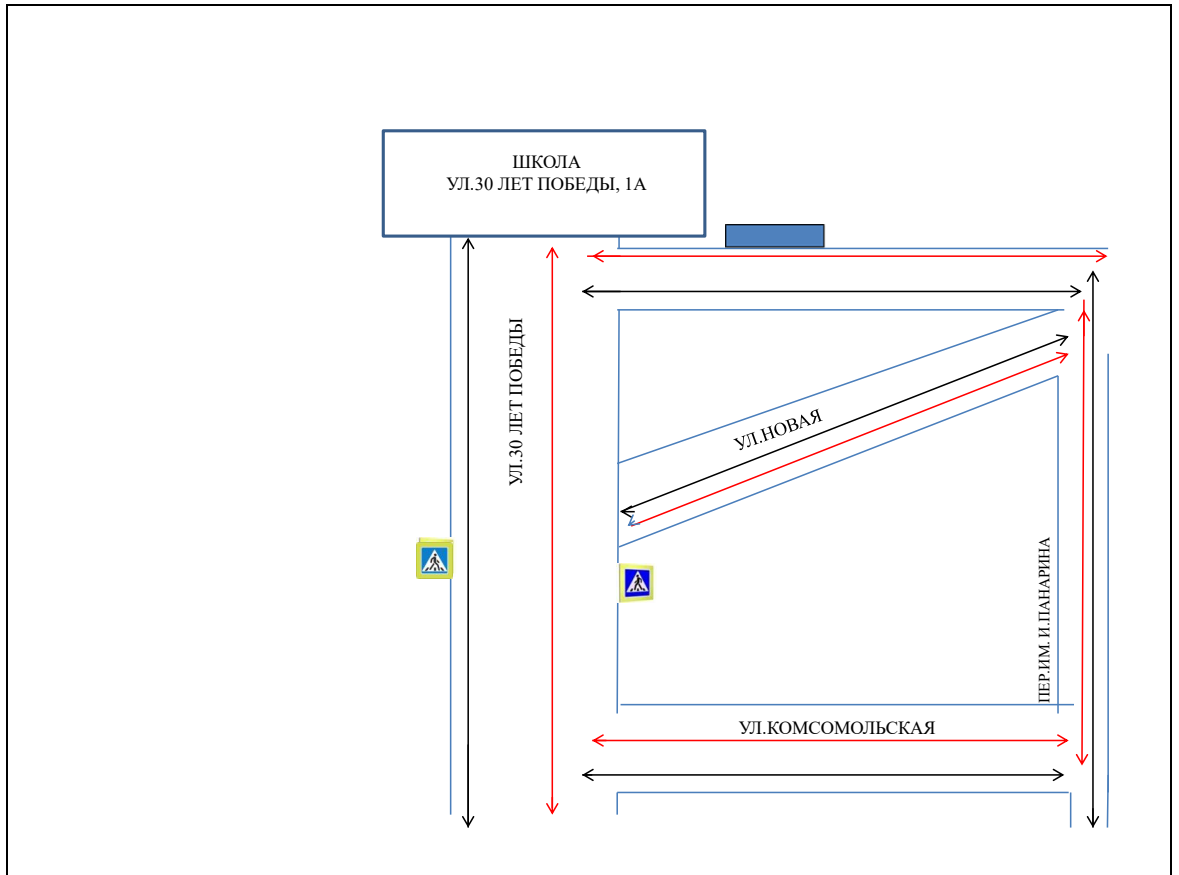 ШКОЛА
УЛ.30 ЛЕТ ПОБЕДЫ, 1А
УЛ.30 ЛЕТ ПОБЕДЫ
УЛ.НОВАЯ
ПЕР.ИМ. И.ПАНАРИНА
УЛ.КОМСОМОЛЬСКАЯ